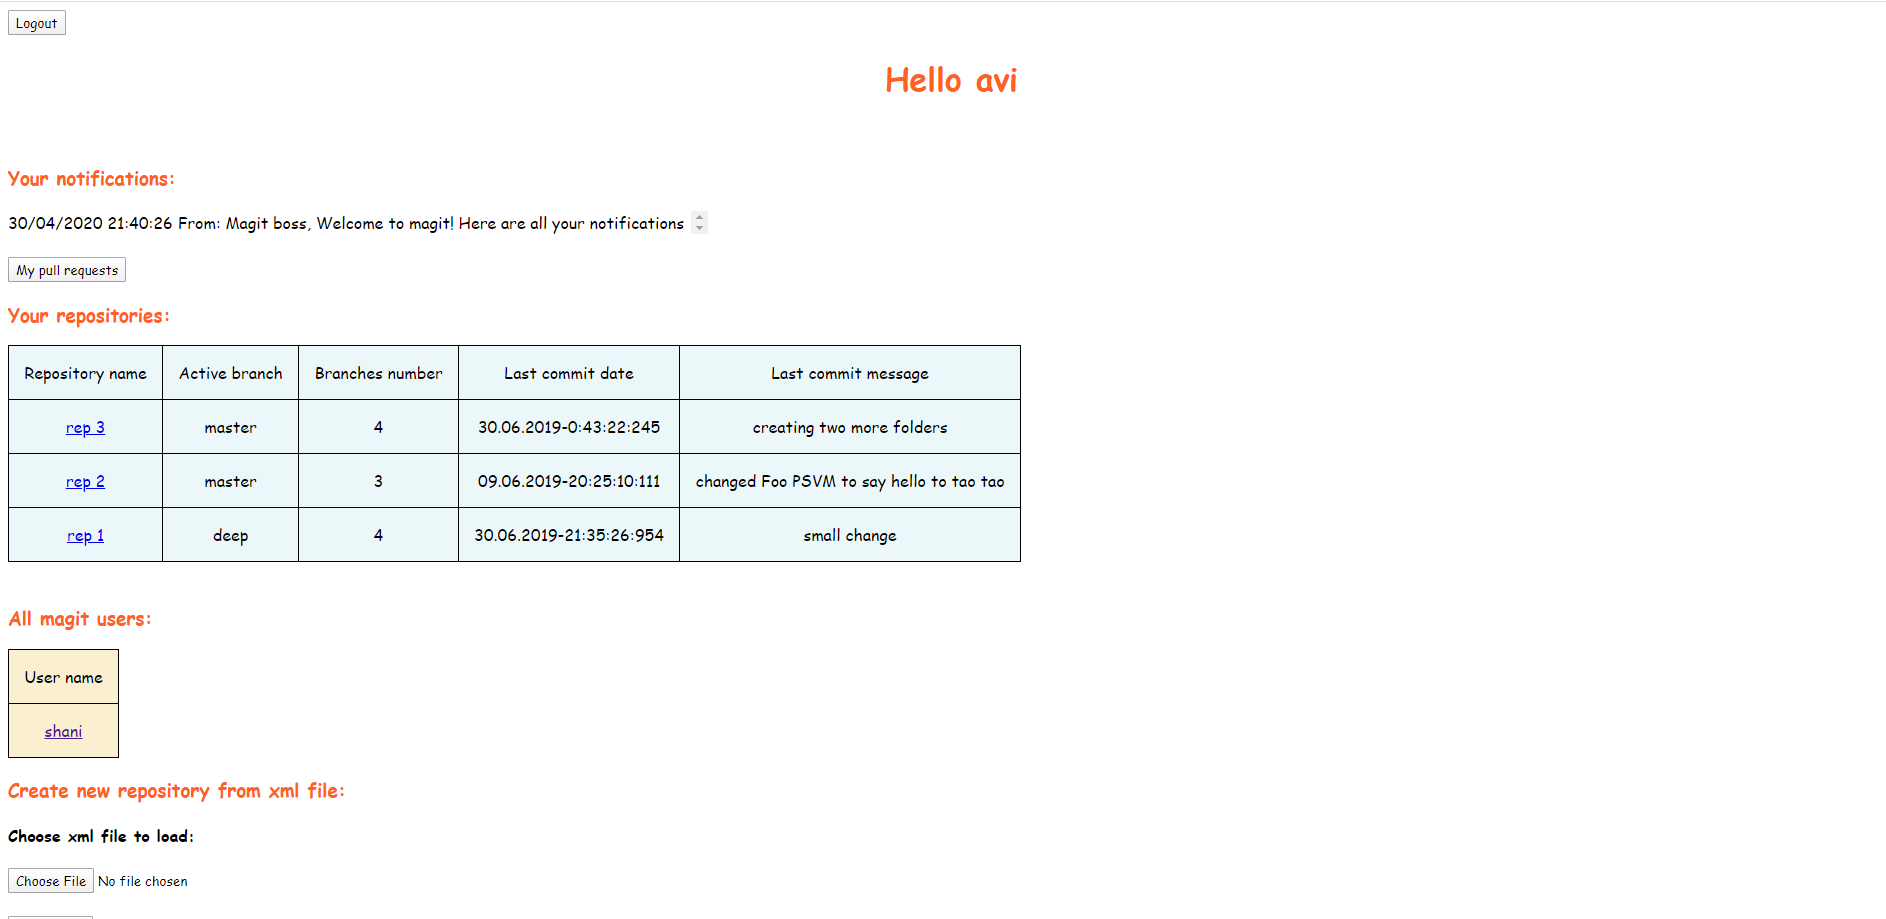 Logout
Hello avi
Your notifications:
30/04/2020 21:40:26 From: Magit boss, Welcome to magit! Here are all your notifications
My pull requests
Your repositories:
Repository name Active branch Branches number Last commit date Last commit message
rep 3 master 4 30.06.2019-0:43:22:245 creating two more folders
rep 2 master 3 09.06.2019-20:25:10:111 changed Foo PSVM to say hello to tao tao
rep 1 deep 4 30.06.2019-21:35:26:954 small change
All magit users:
User name
shani
Create new repository from xml file:
Choose xml file to load:
Choose File No file chosen